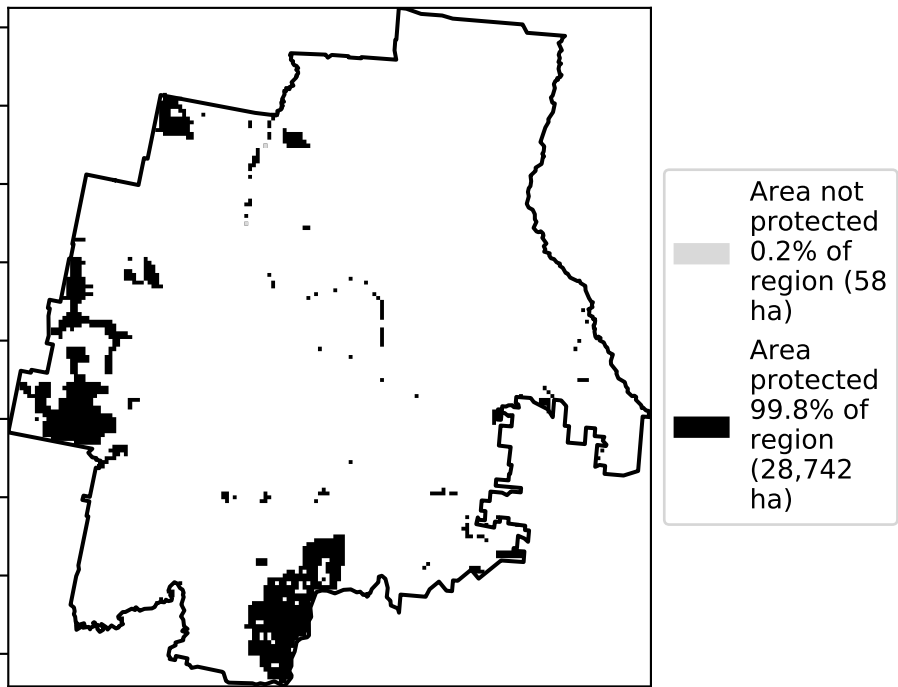 Area not
protected
0.2% of
region (58
ha)
Area
protected
99.8% of
region
(28,742
ha)